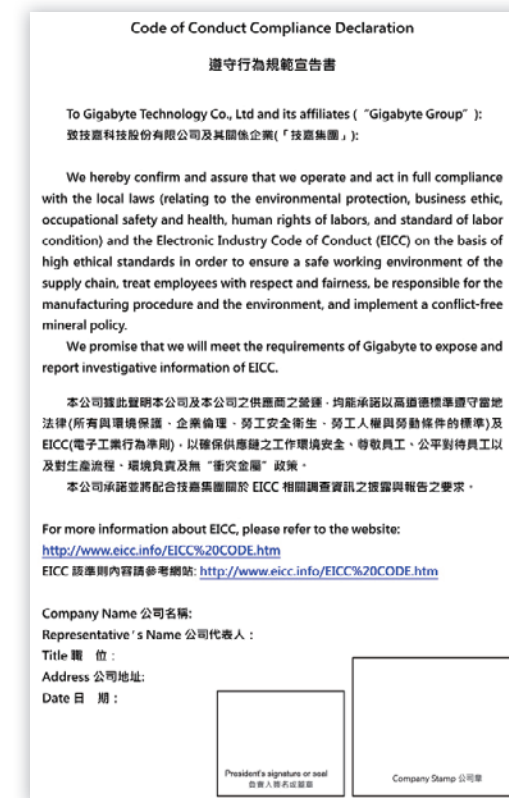 Code of Conduct Compliance Declaration
遵守行為規範宣告書
To Gigabyte Technology Co., Ltd and its affiliates ( “Gigabyte Group” ):
致技嘉科技股份有限公司及其關係企業(「技嘉集團」):
We hereby confirm and assure that we operate and act in full compliance
with the local laws (relating to the environmental protection, business ethic,
occupational safety and health, human rights of labors, and standard of labor
condition) and the Electronic Industry Code of Conduct (EICC) on the basis of
high ethical standards in order to ensure a safe working environment of the
supply chain, treat employees with respect and fairness, be responsible for the
manufacturing procedure and the environment, and implement a conflict-free
mineral policy.
We promise that we will meet the requirements of Gigabyte to expose and
report investigative information of EICC.
本公司據此聲明本公司及本公司之供應商之營運，均能承諾以高道德標準遵守當地
法律(所有與環境保護、企業倫理、勞工安全衛生、勞工人權與勞動條件的標準)及
EICC(電子工業行為準則)，以確保供應鏈之工作環境安全、尊敬員工、公平對待員工以
及對生產流程、環境負責及無 “衝突金屬” 政策。
本公司承諾並將配合技嘉集團關於 EICC 相關調查資訊之披露與報告之要求。
For more information about EICC, please refer to the website:
http://www.eicc.info/EICC%20CODE.htm
EICC 該準則內容請參考網站: http://www.eicc.info/EICC%20CODE.htm
Company Name 公司名稱:
Representative's Name 公司代表人：
Title 職 位：
Address 公司地址:
Date 日 期：
President's signature or seal
負責人簽名或蓋章
Company Stamp 公司章